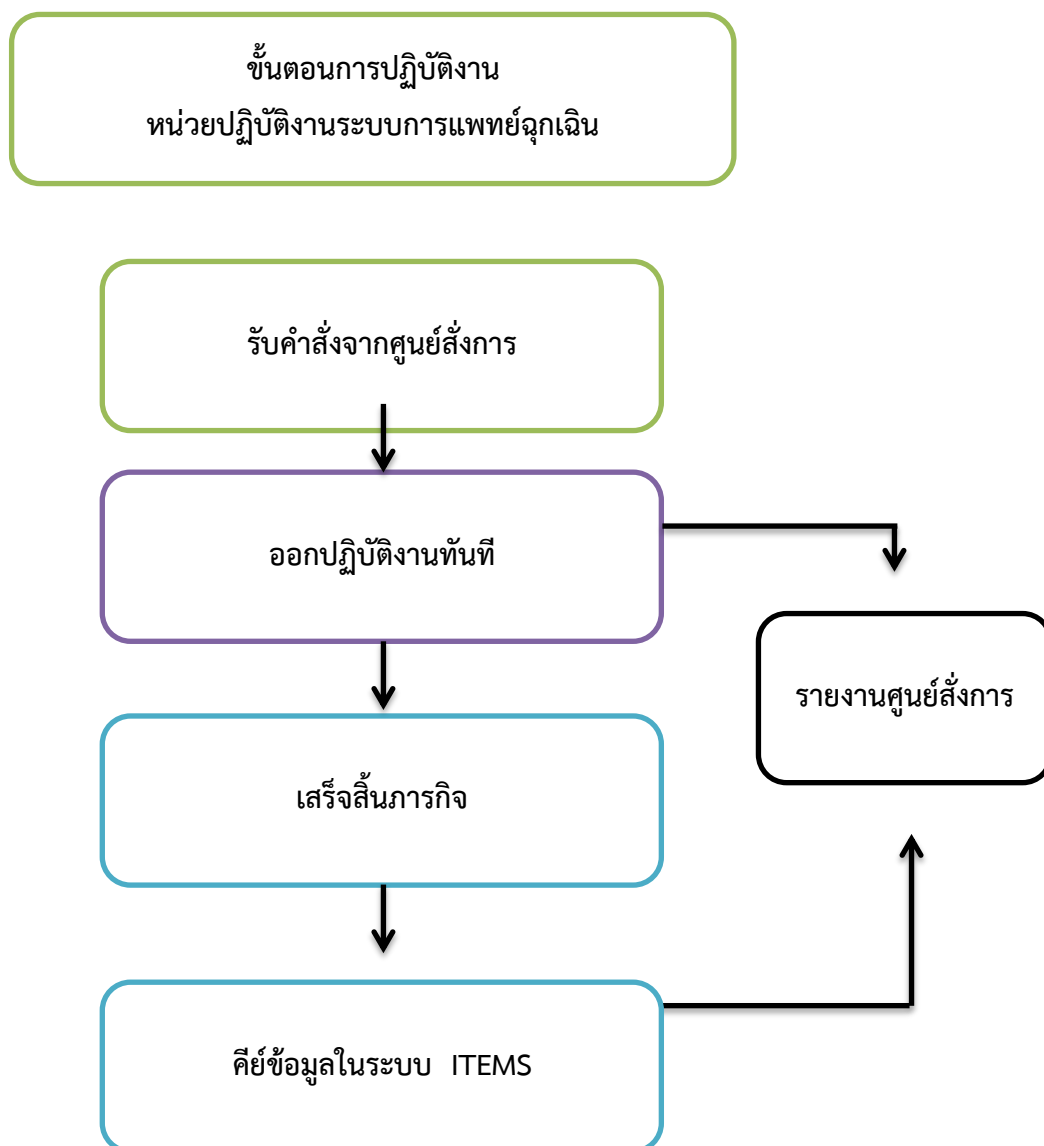 ขั้นตอนการปฏิบัติงาน
หน่วยปฏิบัติงานระบบการแพทย์ฉุกเฉิน
รับคำสั่งจากศูนย์สั่งการ
ออกปฏิบัติงานทันที
รายงานศูนย์สั่งการ
เสร็จสิ้นภารกิจ
คีย์ข้อมูลในระบบ ITEMS